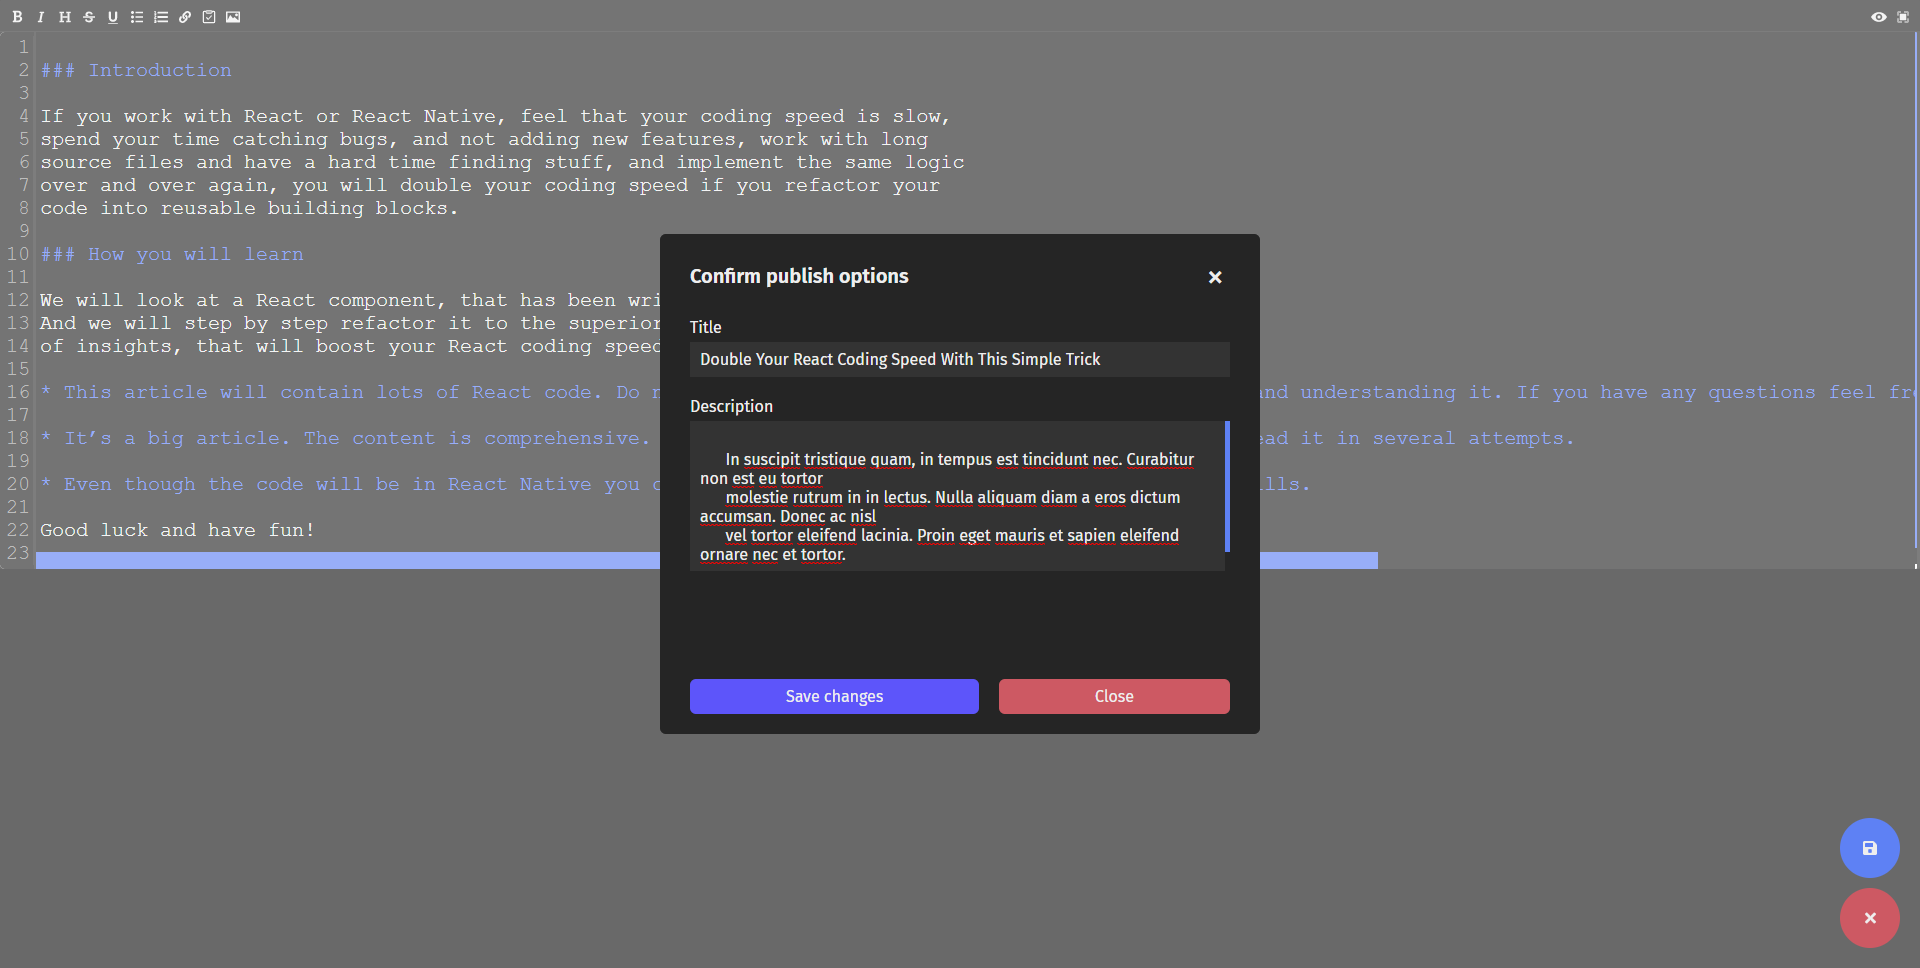 B I H S U
1
2 ### Introduction
3
4 If you work with React or React Native, feel that your coding speed is slow,
5 spend your time catching bugs, and not adding new features, work with long
6 source files and have a hard time finding stuff, and implement the same logic
7 over and over again, you will double your coding speed if you refactor your
8 code into reusable building blocks.
9
10 ### How you will learn
11
12 We will look at a React component, that has been wri
13 And we will step by step refactor it to the superior
14 of insights, that will boost your React coding speed
15
16 * This article will contain lots of React code. Do n and understanding it. If you have any questions feel fre
17
18 * It’s a big article. The content is comprehensive. ead it in several attempts.
19
20 * Even though the code will be in React Native you lls.
21
22 Good luck and have fun!
23
Confirm publish options
Title
Double Your React Coding Speed With This Simple Trick
Description
In suscipit tristique quam, in tempus est tincidunt nec. Curabitur
non est eu tortor
molestie rutrum in in lectus. Nulla aliquam diam a eros dictum
accumsan. Donec ac nisl
vel tortor eleifend lacinia. Proin eget mauris et sapien eleifend
ornare nec et tortor.
Save changes
Close